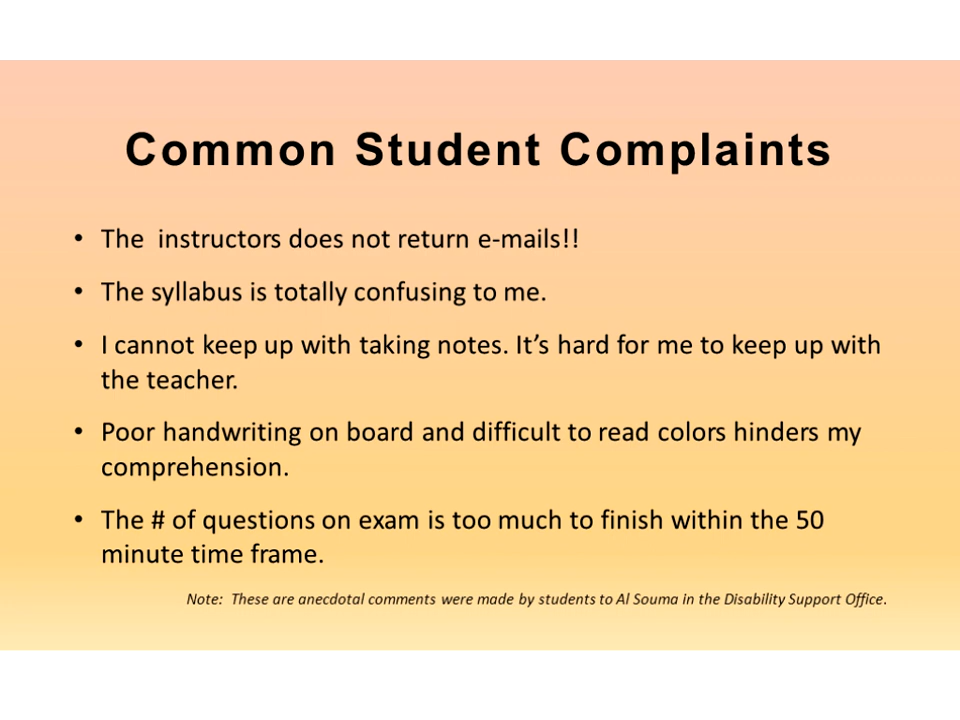 Common Student Complaints
• The  instructors does not return e-mails!!
• The syllabus is totally confusing to me.
• I cannot keep up with taking notes. It’s hard for me to keep up with
the teacher.
• Poor handwriting on board and difficult to read colors hinders my
comprehension.
• The # of questions on exam is too much to finish within the 50
minute time frame.
Note:  These are anecdotal comments were made by students to Al Souma in the Disability Support Office.